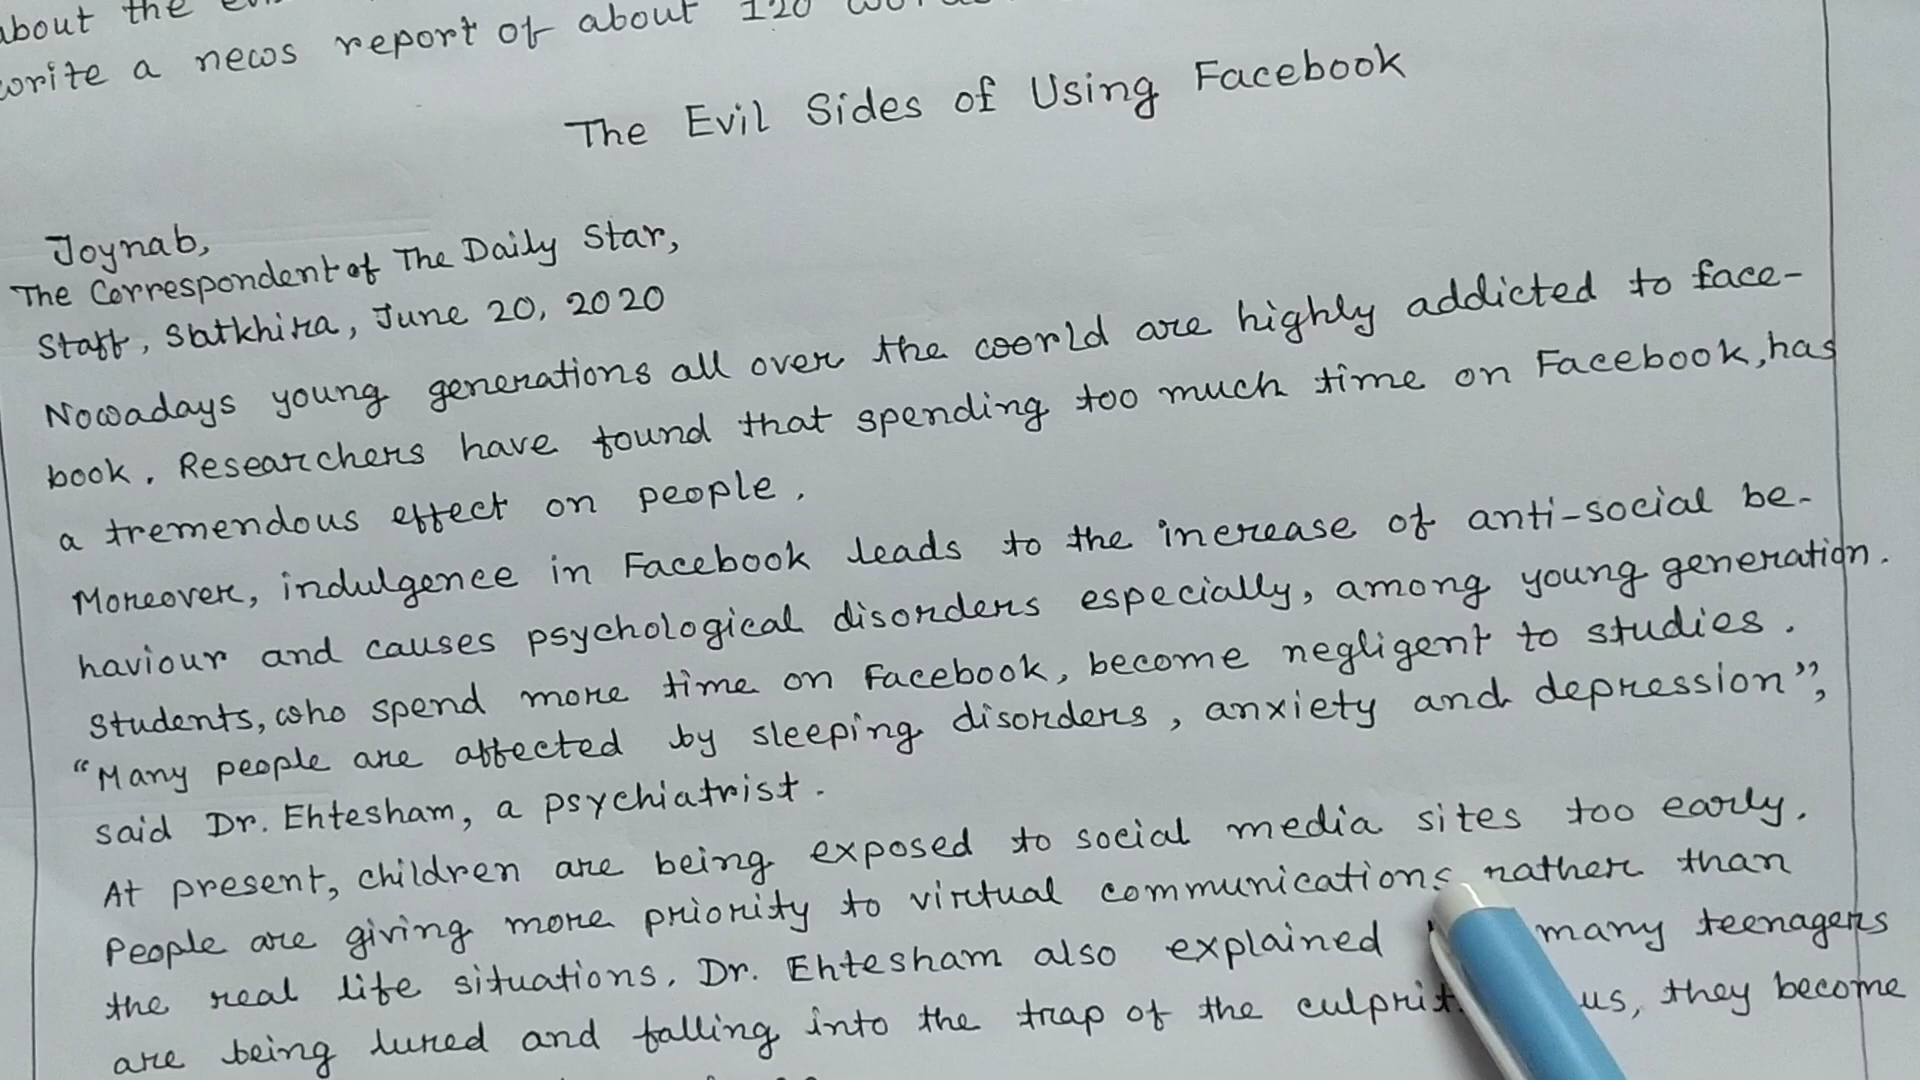 about the
write a news report of about 120
The Evil Sides of Using Facebook
Joynab,
The Correspondent of The Daily Star,
Staff, Satkhira, June 20, 2020
Nowadays young generations all over the woorld are highly addicted to face-
book. Researchers have found that spending too much time on Facebook, has
a tremendous effect on people.
Moreover, indulgence in Facebook leads to the increase of anti-social be-
haviour and causes psychological disorders especially, among young generation.
Students, who spend more time on Facebook, become negligent to studies.
“Many people are affected by sleeping disorders, anxiety and depression”,
said Dr. Ehtesham, a psychiatrist.
At present, children are being exposed to social media sites too early.
People are giving more priority to virtual communications rather than
the real life situations. Dr. Ehtesham also explained many teenagers
are being lured and falling into the trap of the they become